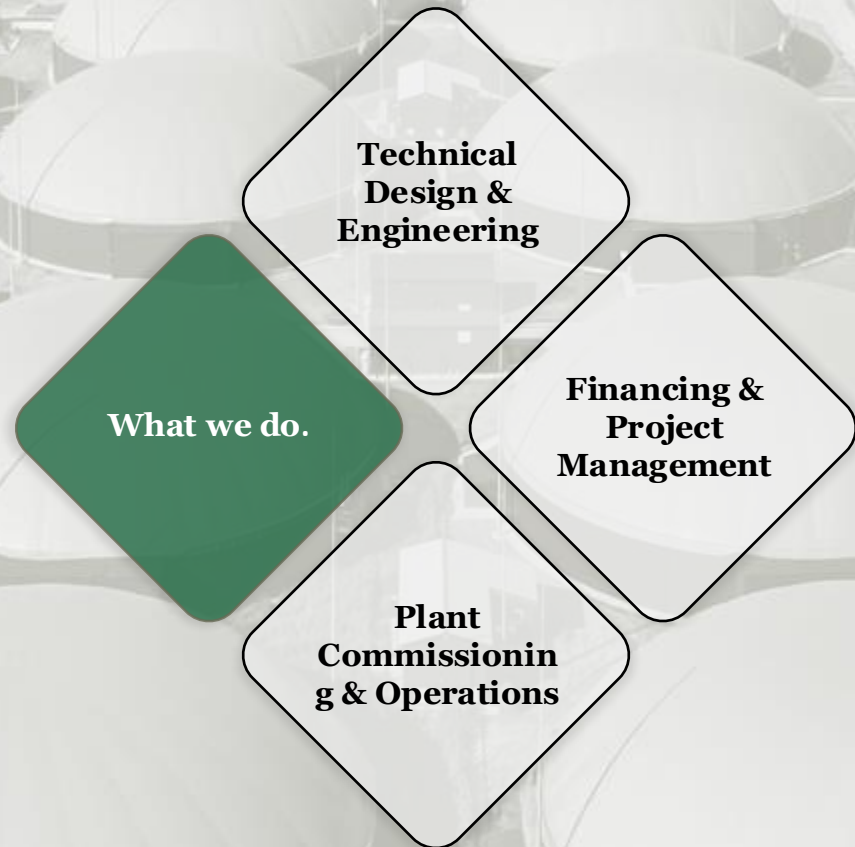 Technical
Design &
Engineering
What we do.
Financing &
Project
Management
Plant
Commissionin
g & Operations